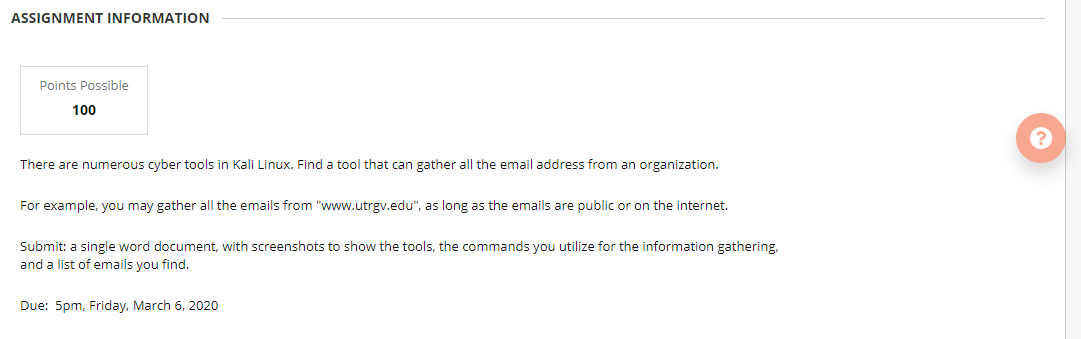 ASSIGNMENT INFORMATION
Points Possible
100
?
There are numerous cyber tools in Kali Linux. Find a tool that can gather all the email address from an organization.
For example, you may gather all the emails from "www.utrgv.edu", as long as the emails are public or on the internet.
Submit: a single word document, with screenshots to show the tools, the commands you utilize for the information gathering,
and a list of emails you find.
Due:  5pm, Friday, March 6, 2020